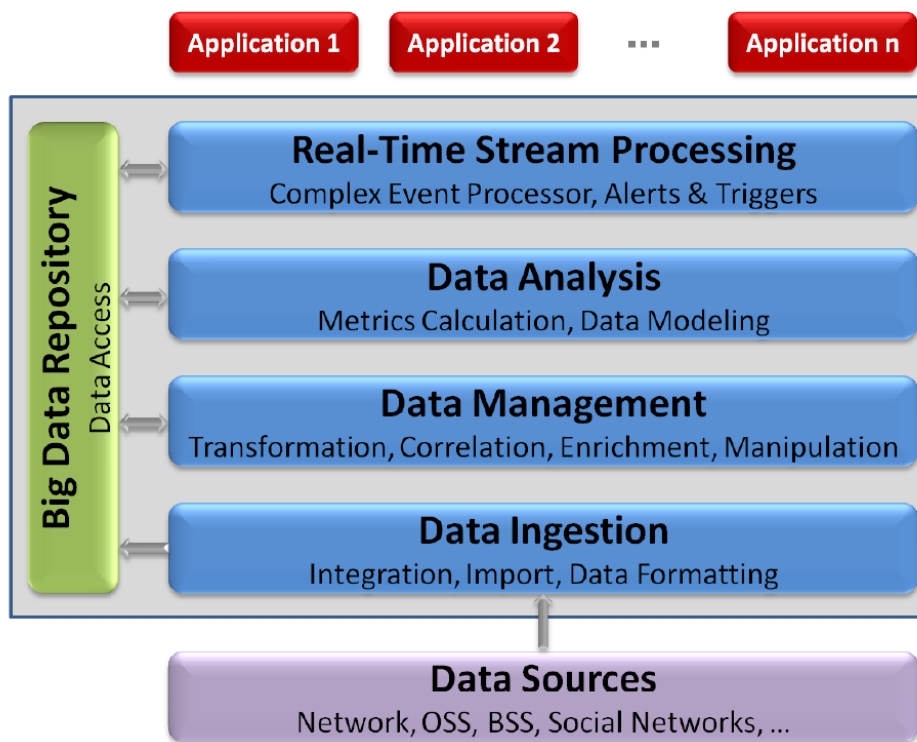 Application 1
Application 2
...
Application n
Big Data Repository
Data Access
Real-Time Stream Processing
Complex Event Processor, Alerts & Triggers
Data Analysis
Metrics Calculation, Data Modeling
Data Management
Transformation, Correlation, Enrichment, Manipulation
Data Ingestion
Integration, Import, Data Formatting
Data Sources
Network, OSS, BSS, Social Networks, ...